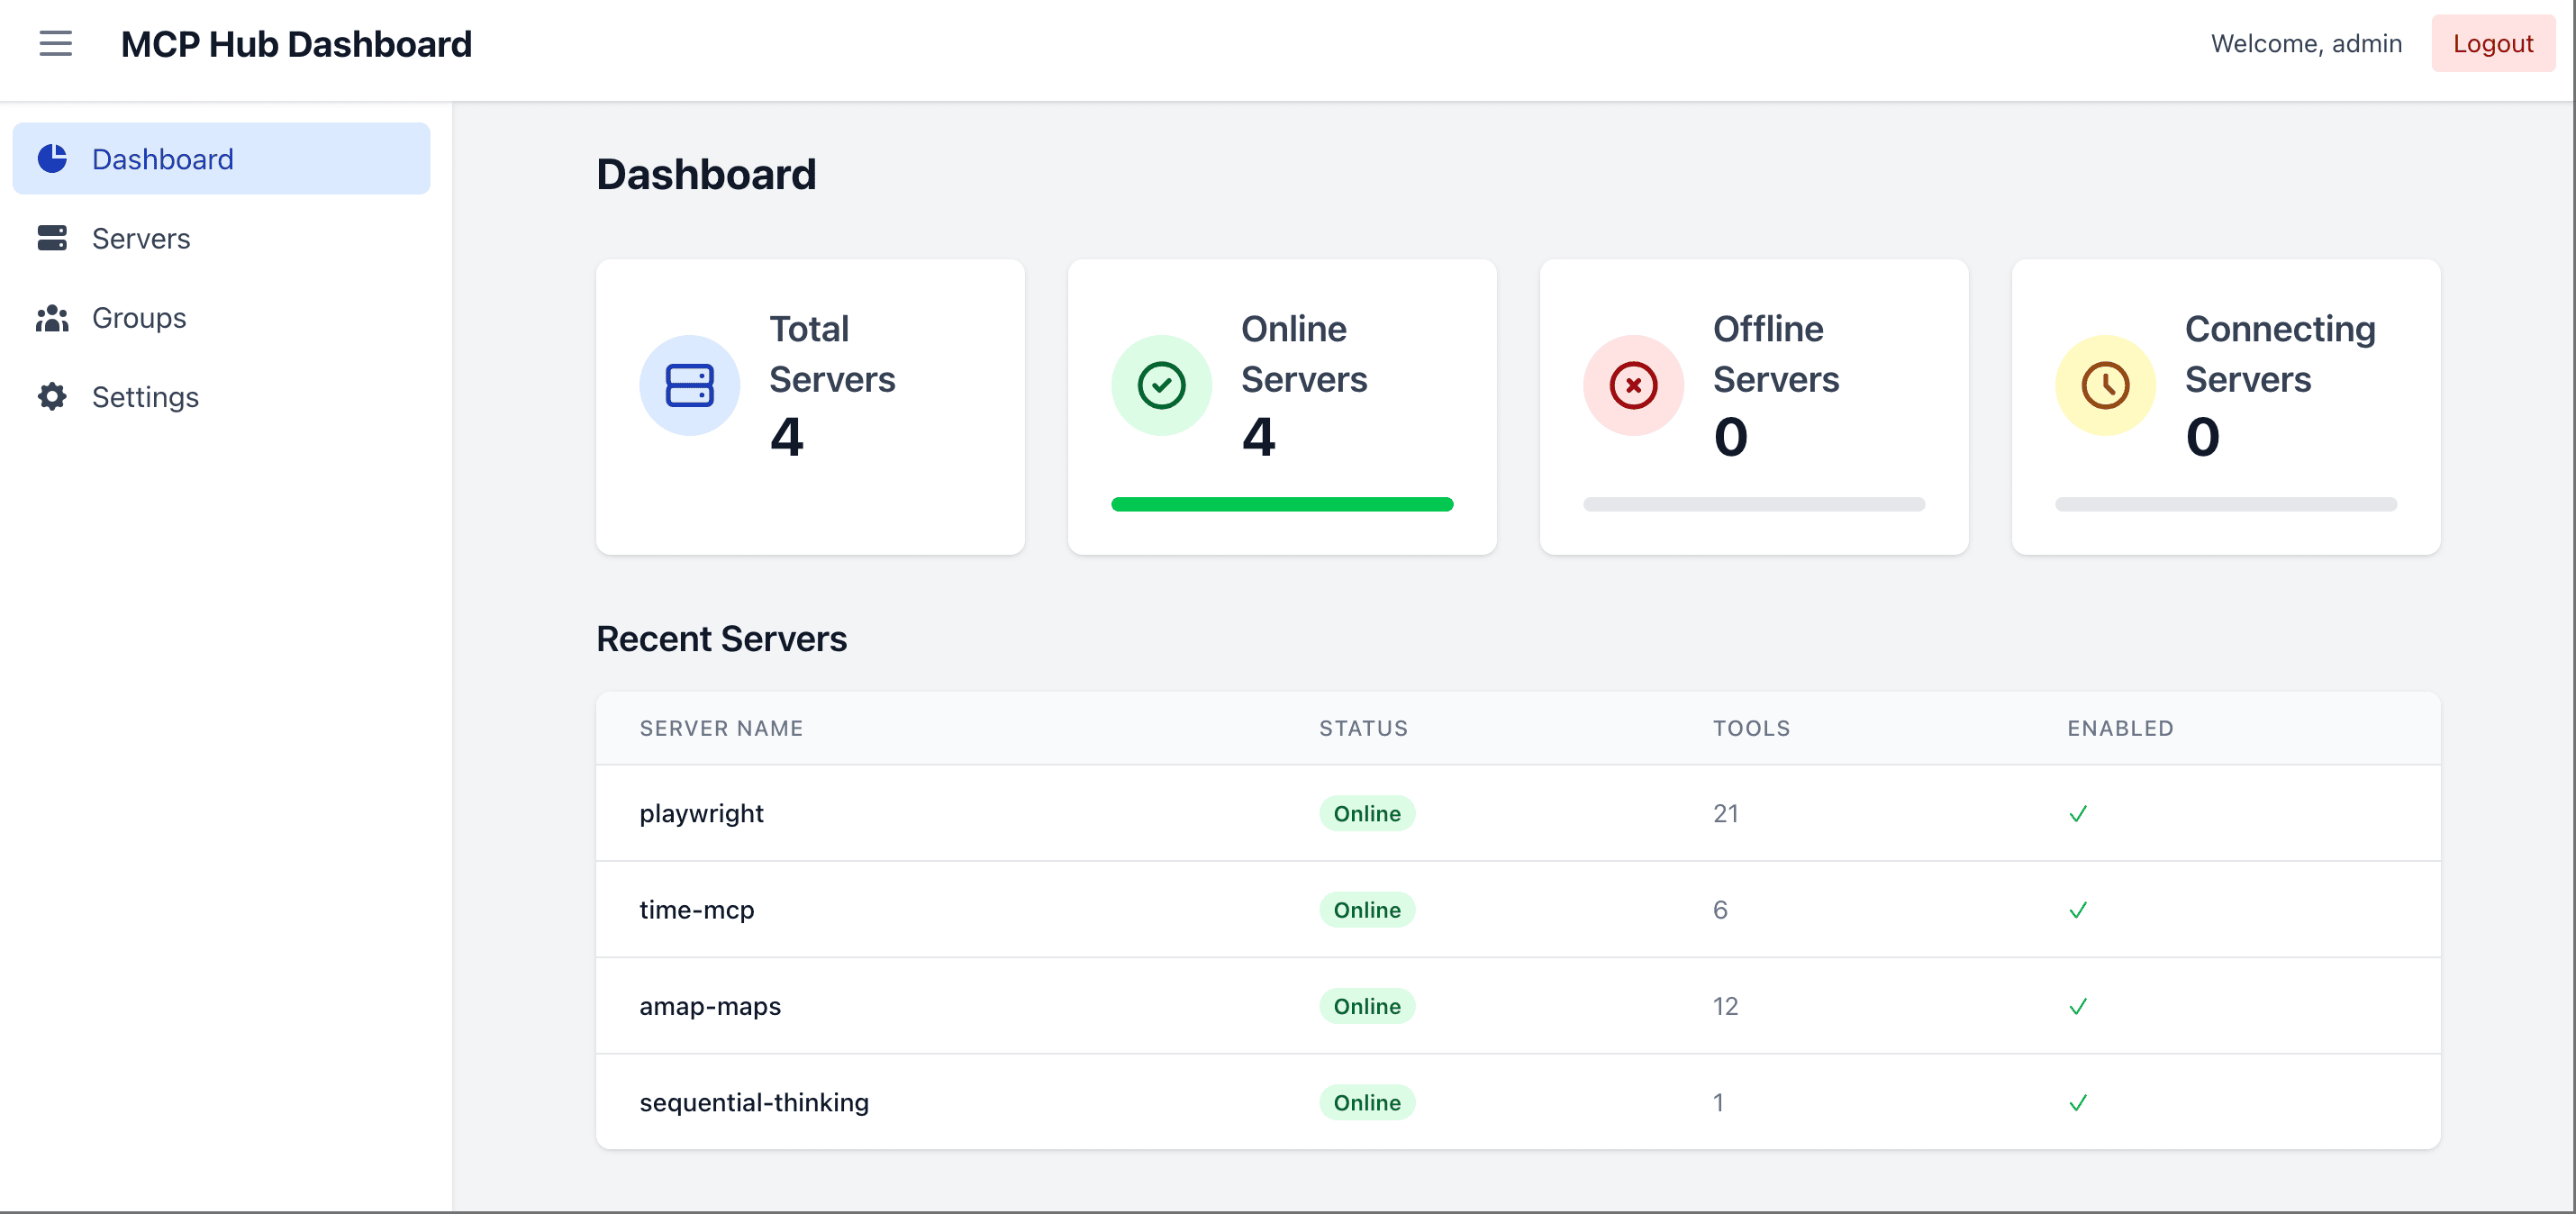 MCP Hub Dashboard
Welcome, admin
Logout
Dashboard
Servers
Groups
Settings
Dashboard
Total
Servers
4
Online
Servers
4
Offline
Servers
0
Connecting
Servers
0
Recent Servers
SERVER NAME STATUS TOOLS ENABLED
playwright Online 21
time-mcp Online 6
amap-maps Online 12
sequential-thinking Online 1